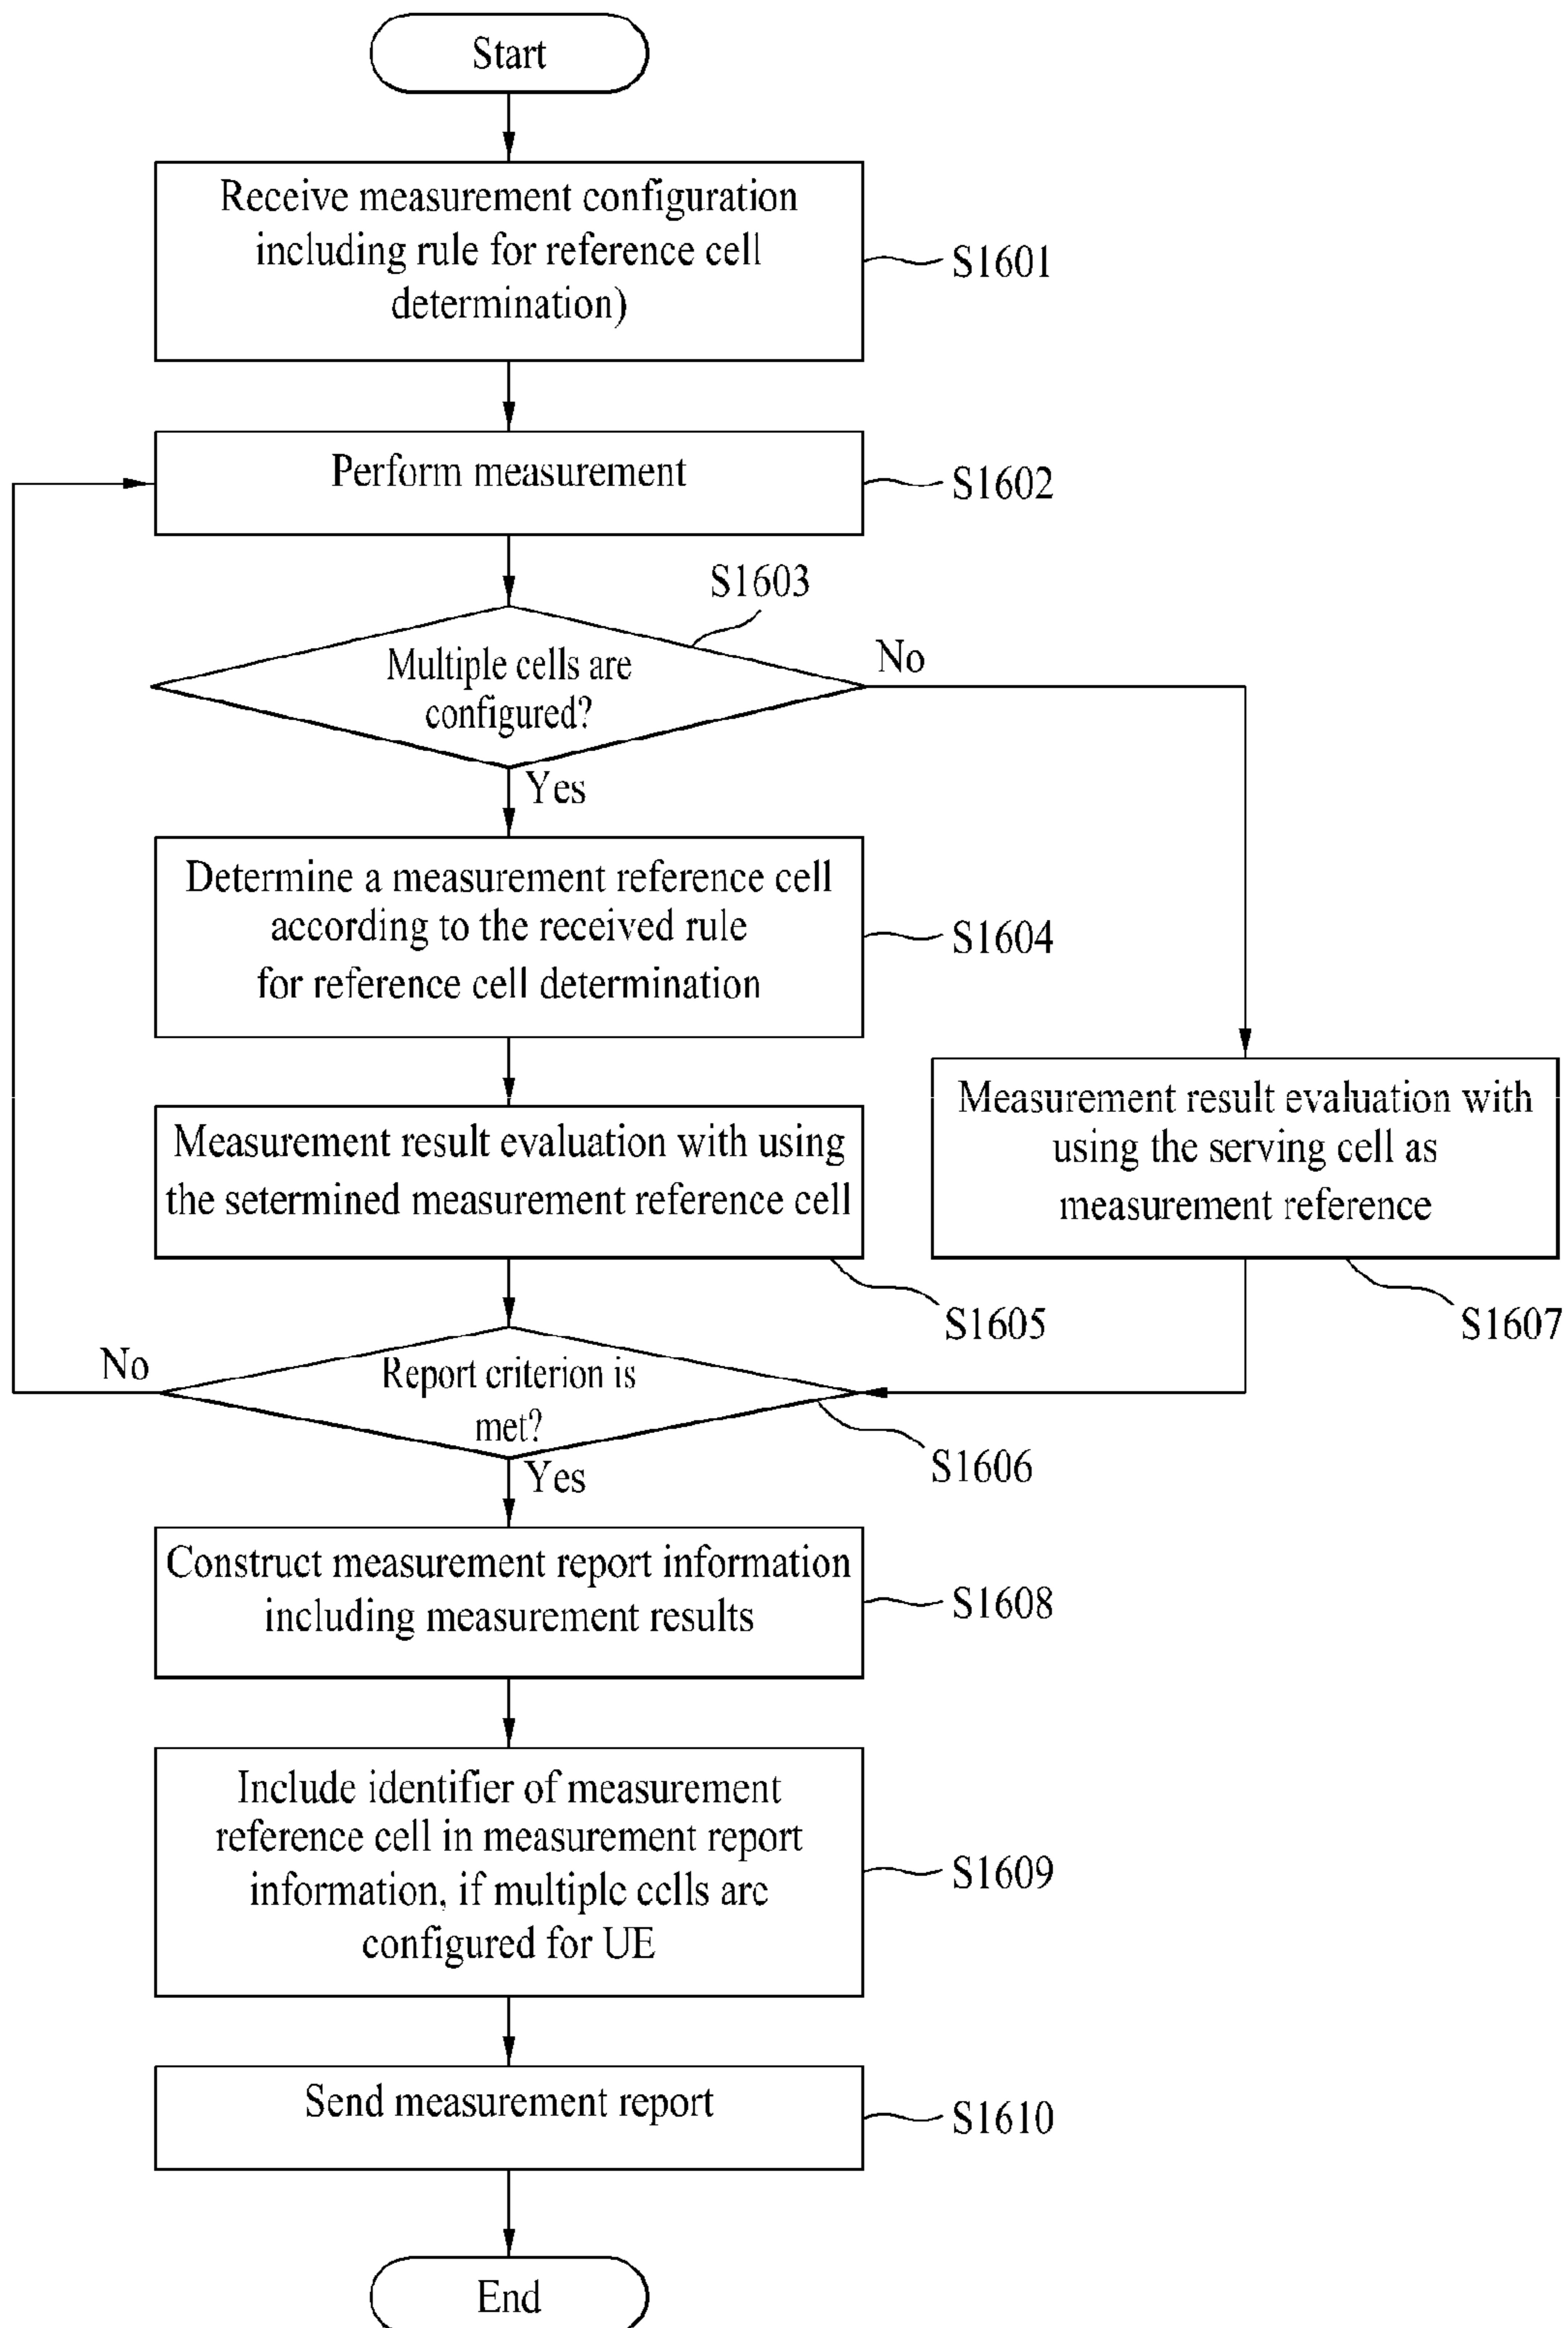 Start
Receive measurement configuration
including rule for reference cell
determination)
S1601
Perform measurement
S1602
S1603
Multiple cells are
configured?
No
Yes
Determine a measurement reference cell
according to the received rule
for reference cell determination
S1604
Measurement result evaluation with using
the setermined measurement reference cell
S1605
Measurement result evaluation with
using the serving cell as
measurement reference
S1607
No
Report criterion is
met?
S1606
Yes
Construct measurement report information
including measurement results
S1608
Include identifier of measurement
reference cell in measurement report
information, if multiple cells are
configured for UE
S1609
Send measurement report
S1610
End